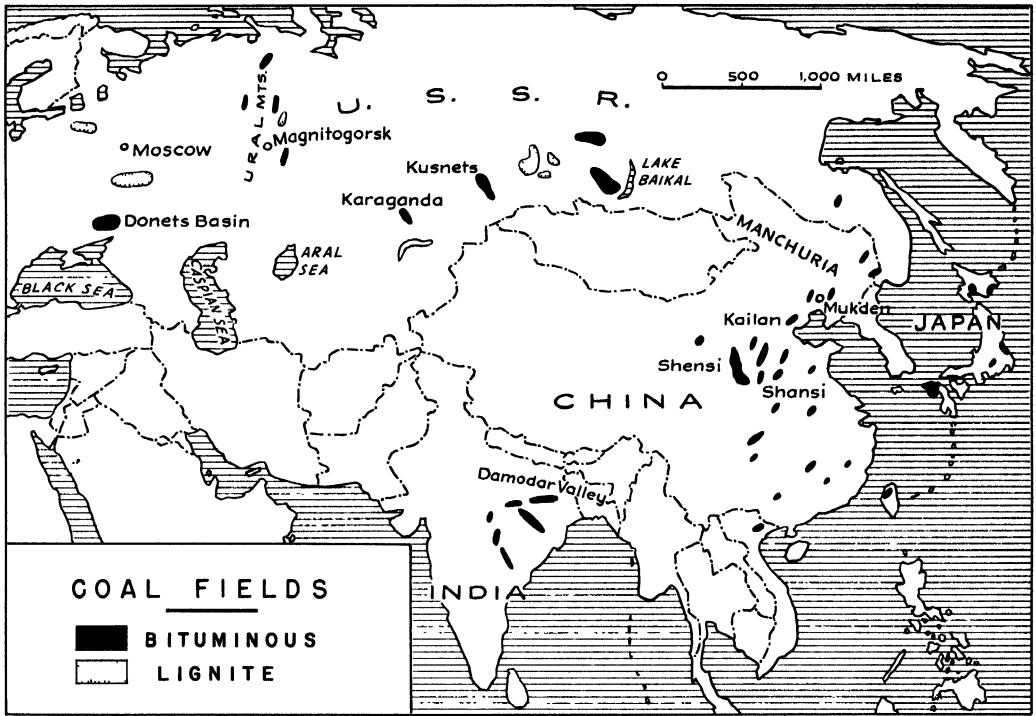 0 500 1,000 MILES
U. S. S. R.
URAL MTS.
Magnitogorsk
Moscow
Kusnets
LAKE
BAIKAL
Karaganda
Donets Basin
MANCHURIA
ARAL
SEA
BLACK SEA
CASPIAN SEA
Mukden
Kailan
JAPAN
Shensi
Shansi
CHINA
Damodar Valley
INDIA
COAL FIELDS
BITUMINOUS
LIGNITE